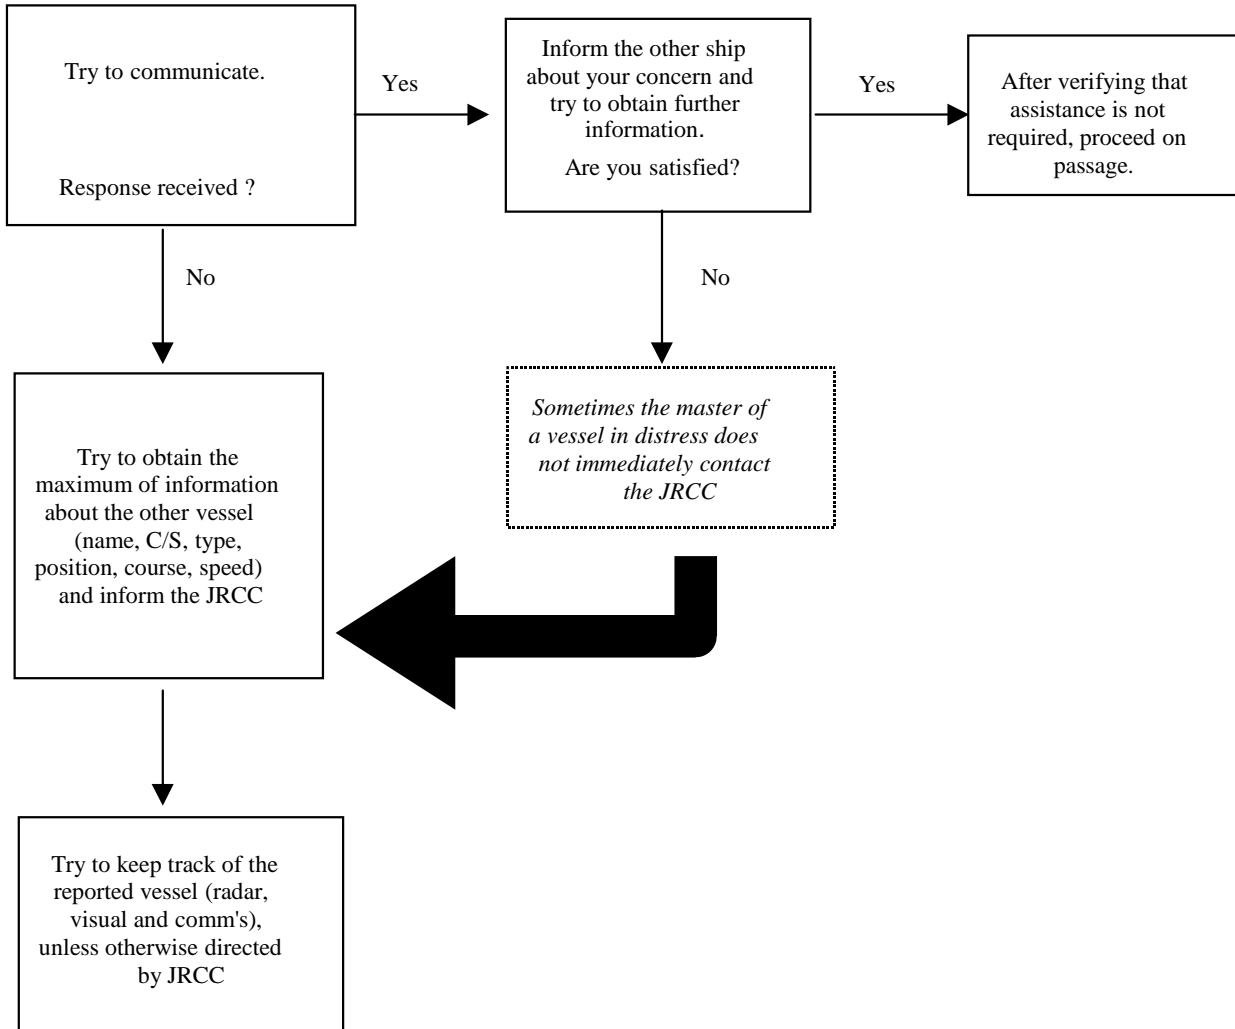 Try to communicate.
Response received ?
Yes
Inform the other ship
about your concern and
try to obtain further
information.
Are you satisfied?
Yes
After verifying that
assistance is not
required, proceed on
passage.
No
No
Try to obtain the
maximum of information
about the other vessel
(name, C/S, type,
position, course, speed)
and inform the JRCC
Sometimes the master of
a vessel in distress does
not immediately contact
the JRCC
Try to keep track of the
reported vessel (radar,
visual and comm's),
unless otherwise directed
by JRCC